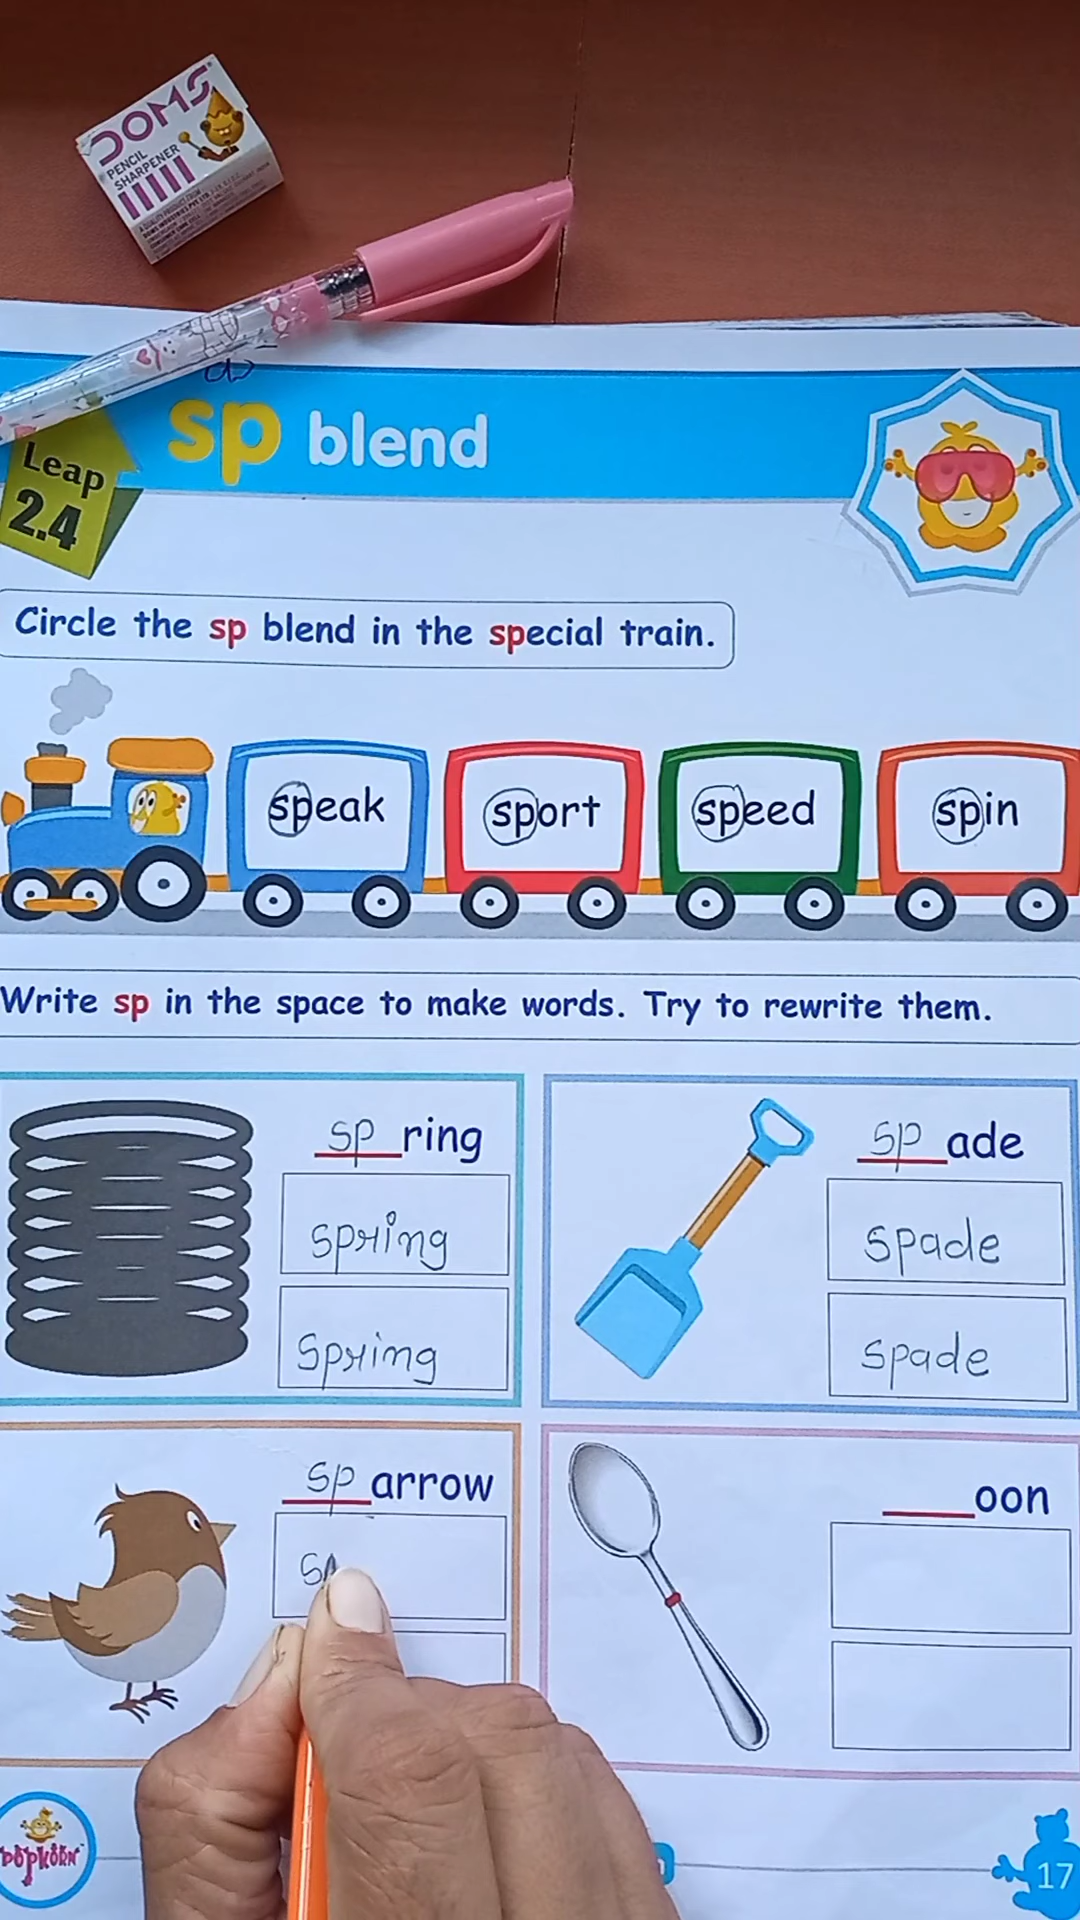 DOMS
PENCIL
SHARPENER
Leap
2.4
sp blend
Circle the sp blend in the special train.
speak sport speed spin
Write sp in the space to make words. Try to rewrite them.
sp ring
spring
spring
sp ade
spade
spade
sp arrow
sp
____oon
POPKORN
17